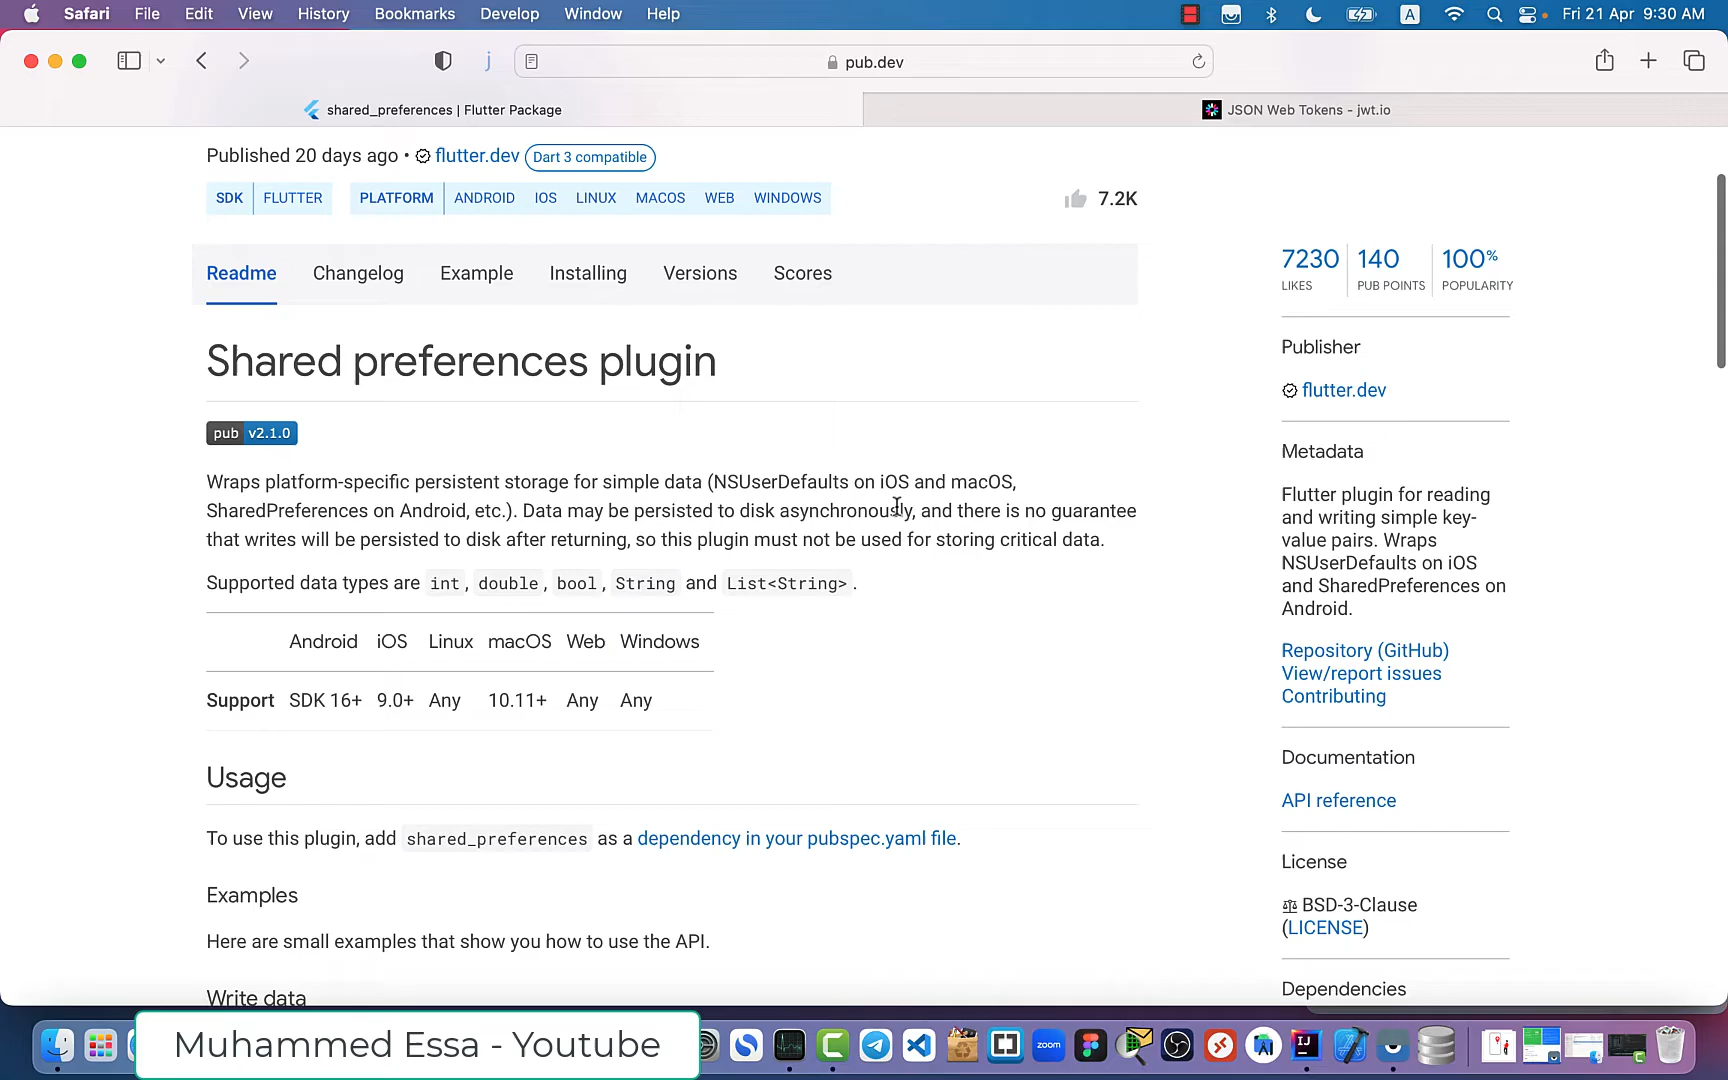 Safari File Edit View History Bookmarks Develop Window Help A Fri 21 Apr 9:30 AM
j pub.dev
shared_preferences | Flutter Package
JSON Web Tokens - jwt.io
Published 20 days ago • flutter.dev Dart 3 compatible
SDK FLUTTER PLATFORM ANDROID IOS LINUX MACOS WEB WINDOWS 7.2K
Readme Changelog Example Installing Versions Scores
Shared preferences plugin
pub v2.1.0
Wraps platform-specific persistent storage for simple data (NSUserDefaults on iOS and macOS,
SharedPreferences on Android, etc.). Data may be persisted to disk asynchronously, and there is no guarantee
that writes will be persisted to disk after returning, so this plugin must not be used for storing critical data.
Supported data types are int, double, bool, String and List<String>.
Android iOS Linux macOS Web Windows
Support SDK 16+ 9.0+ Any 10.11+ Any Any
Usage
To use this plugin, add shared_preferences as a dependency in your pubspec.yaml file.
Examples
Here are small examples that show you how to use the API.
Write data
7230 140 100%
LIKES PUB POINTS POPULARITY
Publisher
flutter.dev
Metadata
Flutter plugin for reading
and writing simple key-
value pairs. Wraps
NSUserDefaults on iOS
and SharedPreferences on
Android.
Repository (GitHub)
View/report issues
Contributing
Documentation
API reference
License
BSD-3-Clause
(LICENSE)
Dependencies
Muhammed Essa - Youtube
zoom
IJ